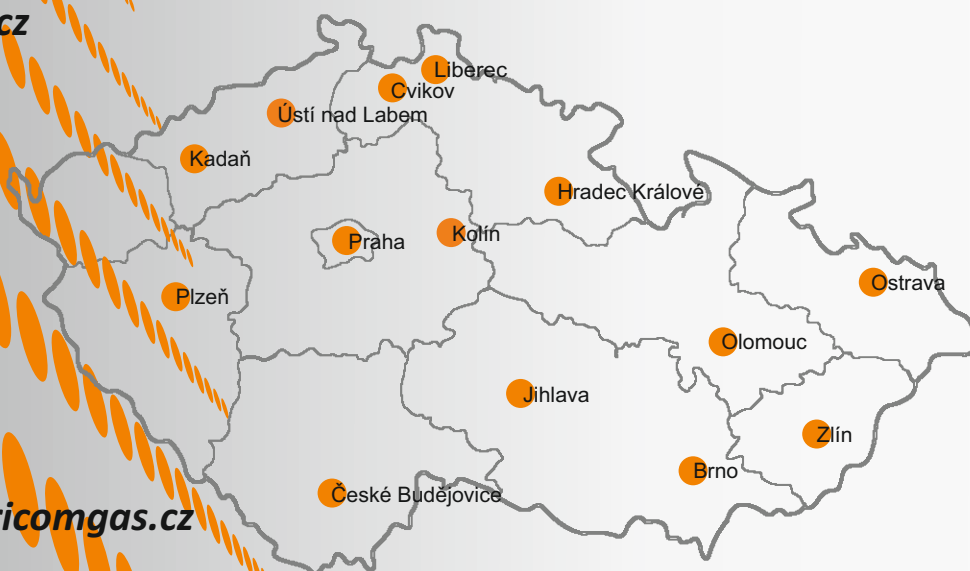 cz
Liberec
Cvikov
Ústí nad Labem
Kadaň
Hradec Králové
Kolín
Praha
Ostrava
Plzeň
Olomouc
Jihlava
Zlín
Brno
České Budějovice
ricomgas.cz